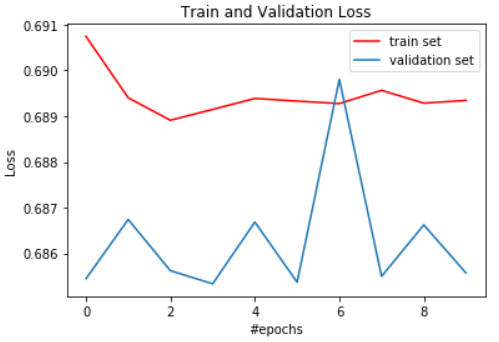 Train and Validation Loss
0.691
0.690
0.689
0.688
0.687
0.686
Loss
train set
validation set
0
2
4
6
8
#epochs